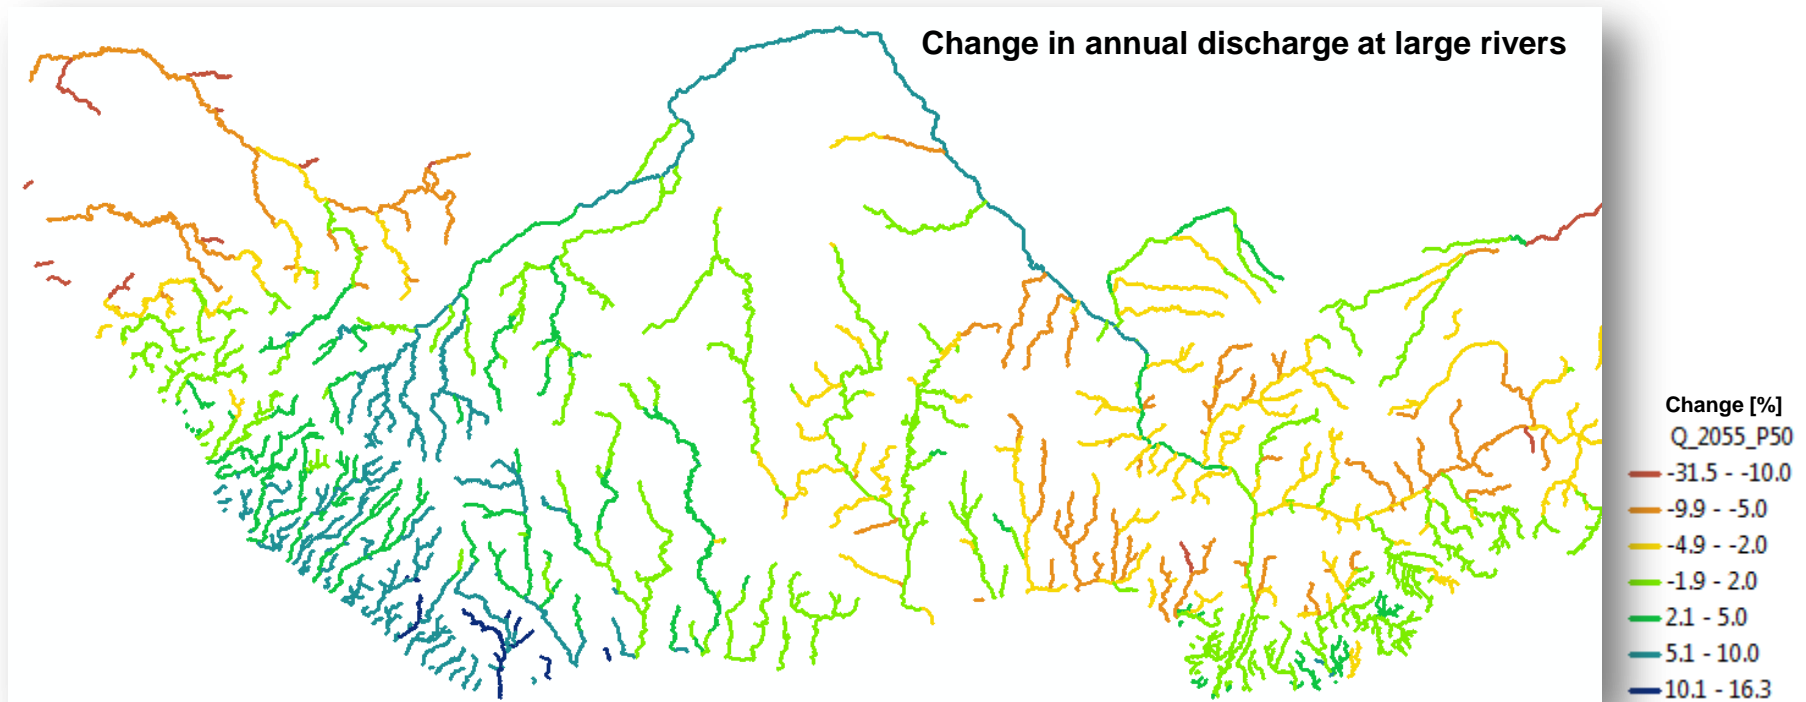 Change in annual discharge at large rivers
Change [%]
Q_2055_P50
-31.5 - -10.0
-9.9 - -5.0
-4.9 - -2.0
-1.9 - 2.0
2.1 - 5.0
5.1 - 10.0
10.1 - 16.3